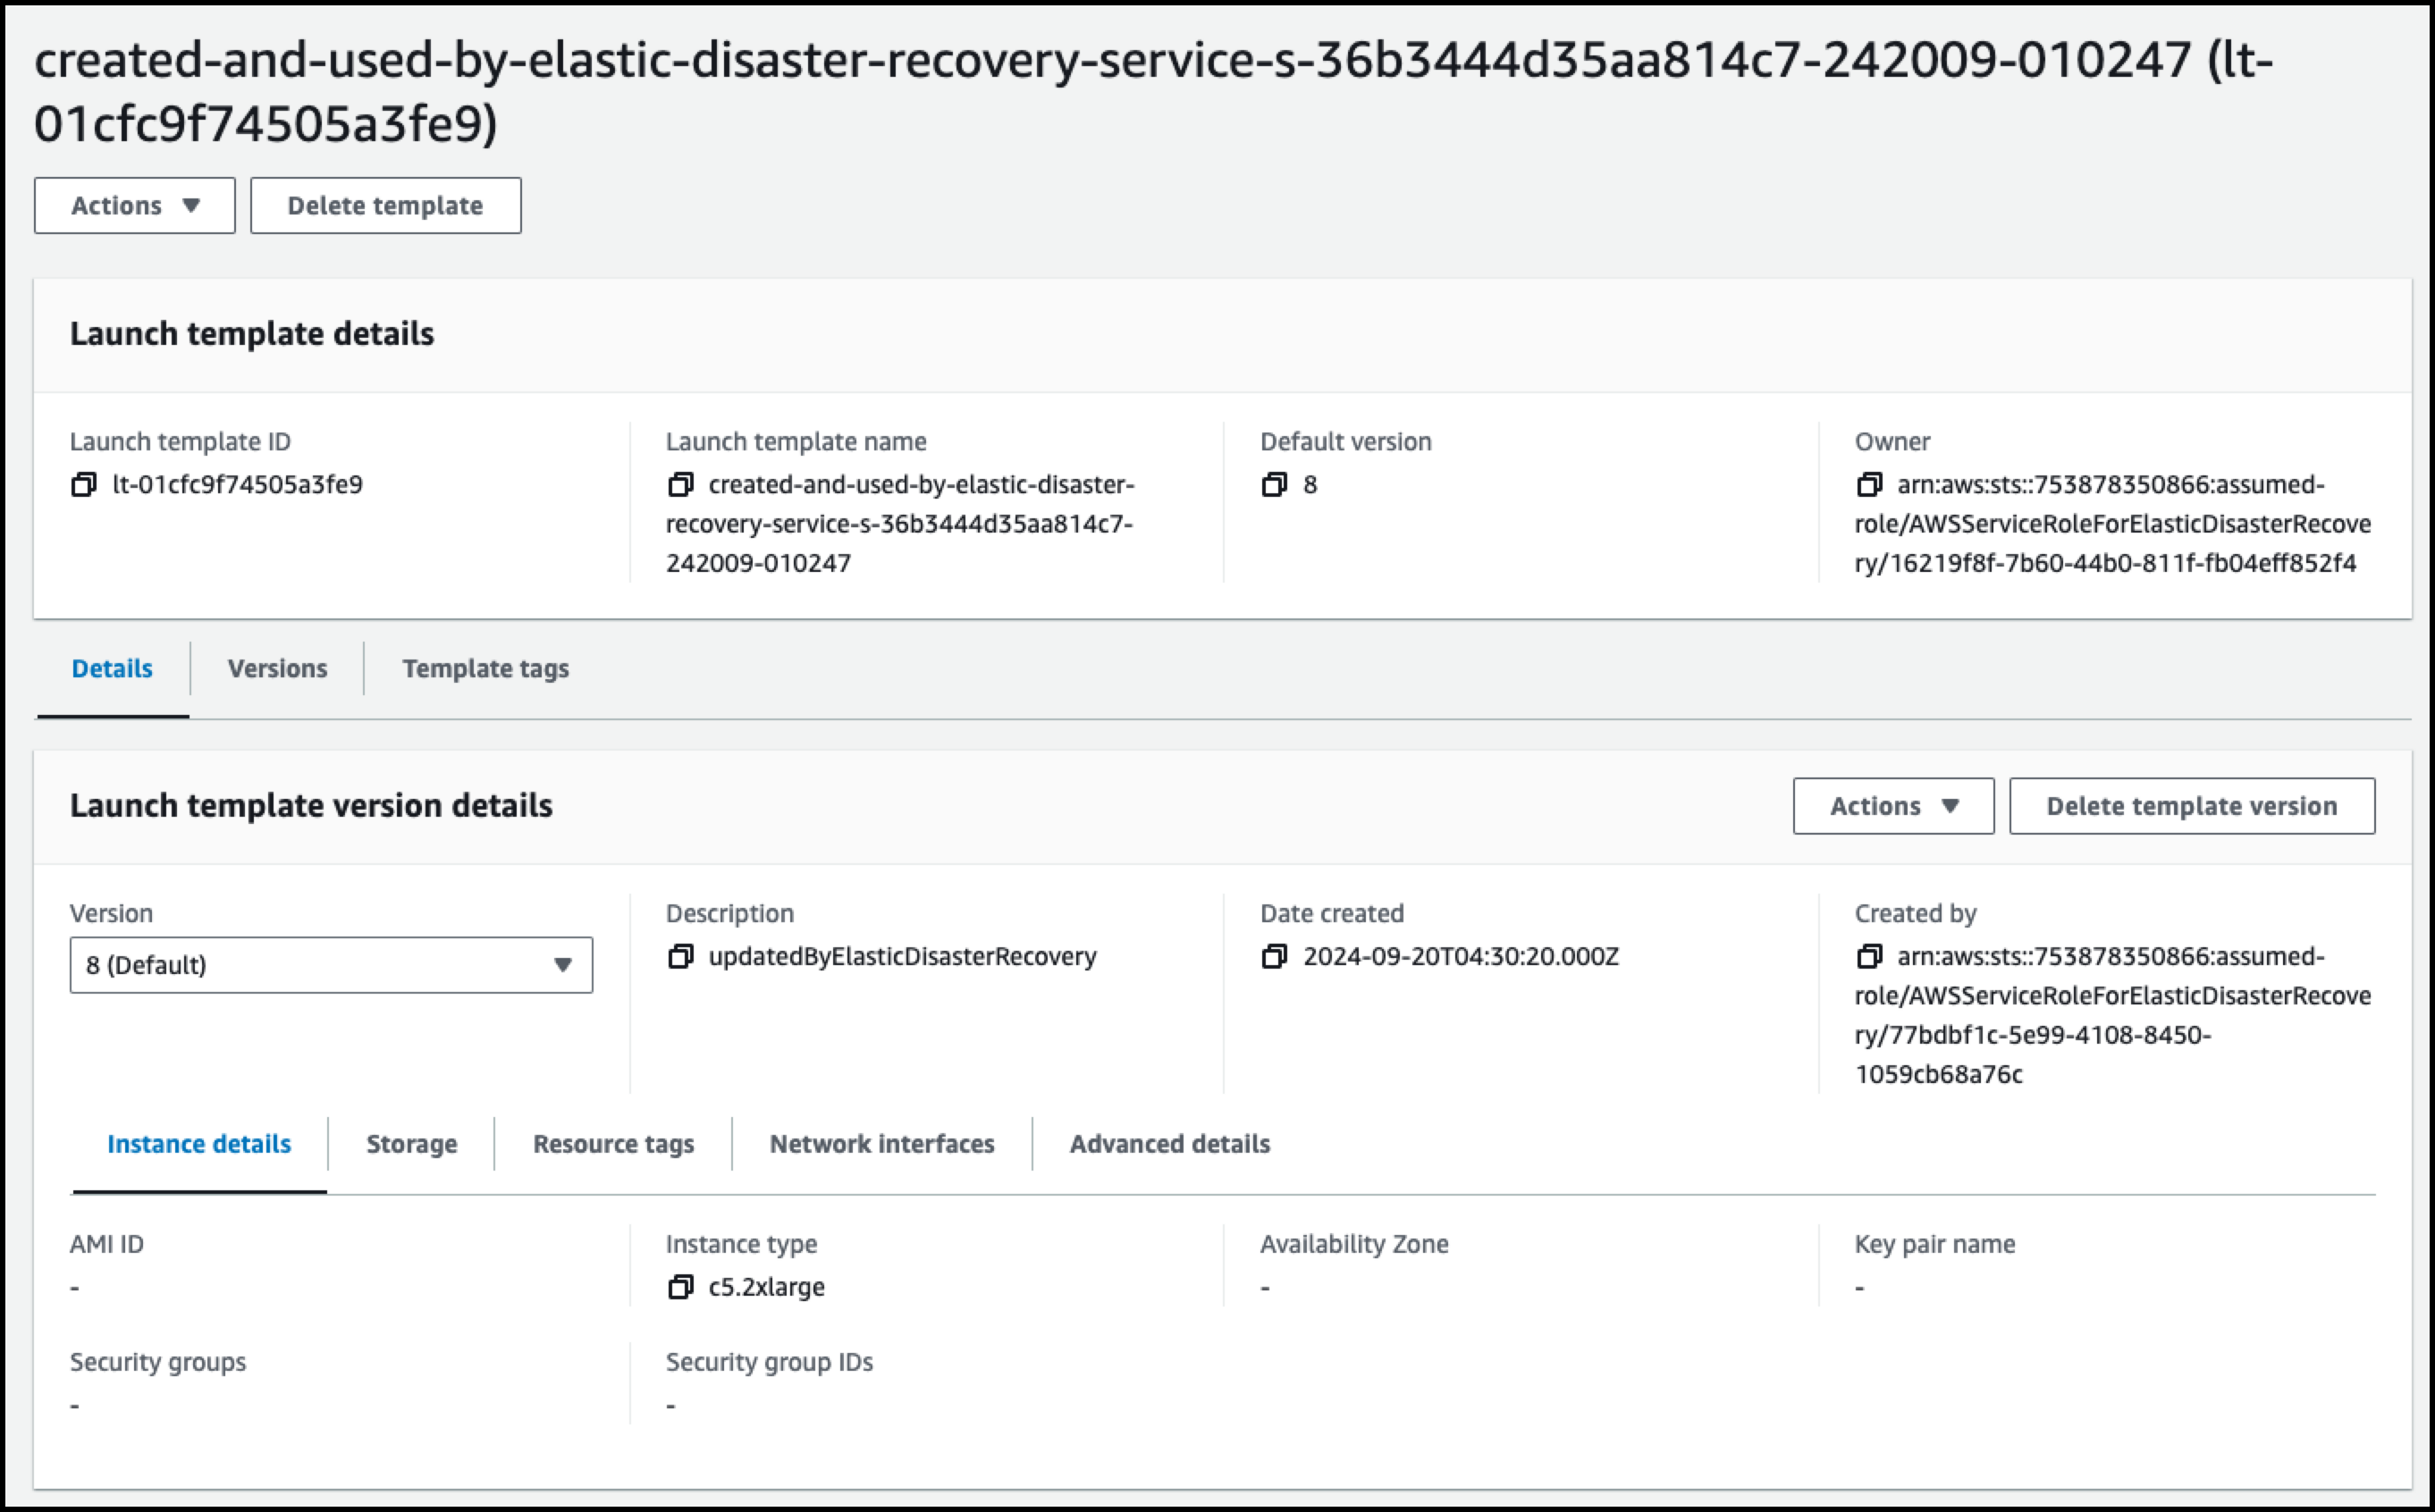 created-and-used-by-elastic-disaster-recovery-service-s-36b3444d35aa814c7-242009-010247 (lt-
01cfc9f74505a3fe9)
Actions
Delete template
Launch template details
Launch template ID
lt-01cfc9f74505a3fe9
Launch template name
created-and-used-by-elastic-disaster-
recovery-service-s-36b3444d35aa814c7-
242009-010247
Default version
8
Owner
arn:aws:sts::753878350866:assumed-
role/AWSServiceRoleForElasticDisasterRecove
ry/16219f8f-7b60-44b0-811f-fb04eff852f4
Details
Versions
Template tags
Launch template version details
Actions
Delete template version
Version
8 (Default)
Description
updatedByElasticDisasterRecovery
Date created
2024-09-20T04:30:20.000Z
Created by
arn:aws:sts::753878350866:assumed-
role/AWSServiceRoleForElasticDisasterRecove
ry/77bdbf1c-5e99-4108-8450-
1059cb68a76c
Instance details
Storage
Resource tags
Network interfaces
Advanced details
AMI ID
-
Instance type
c5.2xlarge
Availability Zone
-
Key pair name
-
Security groups
-
Security group IDs
-